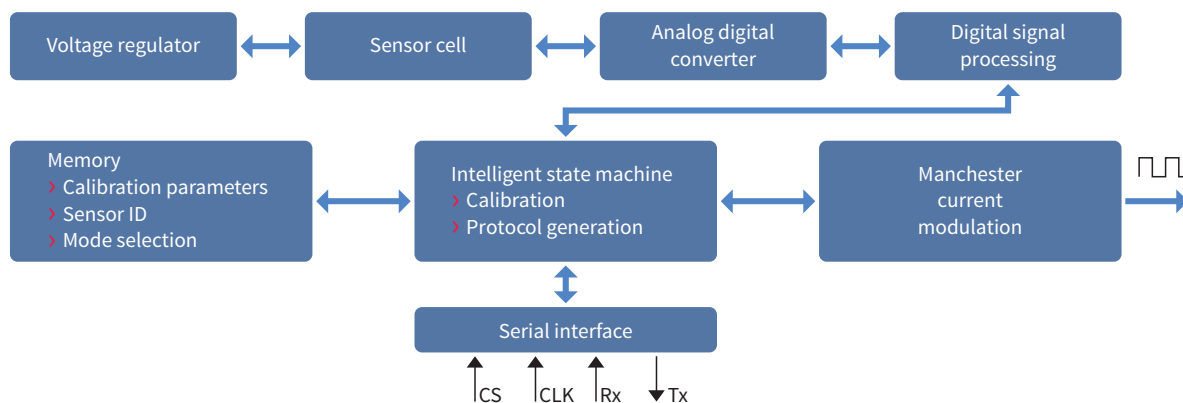 Voltage regulator
Sensor cell
Analog digital
converter
Digital signal
processing
Memory
› Calibration parameters
› Sensor ID
› Mode selection
Intelligent state machine
› Calibration
› Protocol generation
Manchester
current
modulation
Serial interface
CS
CLK
Rx
Tx